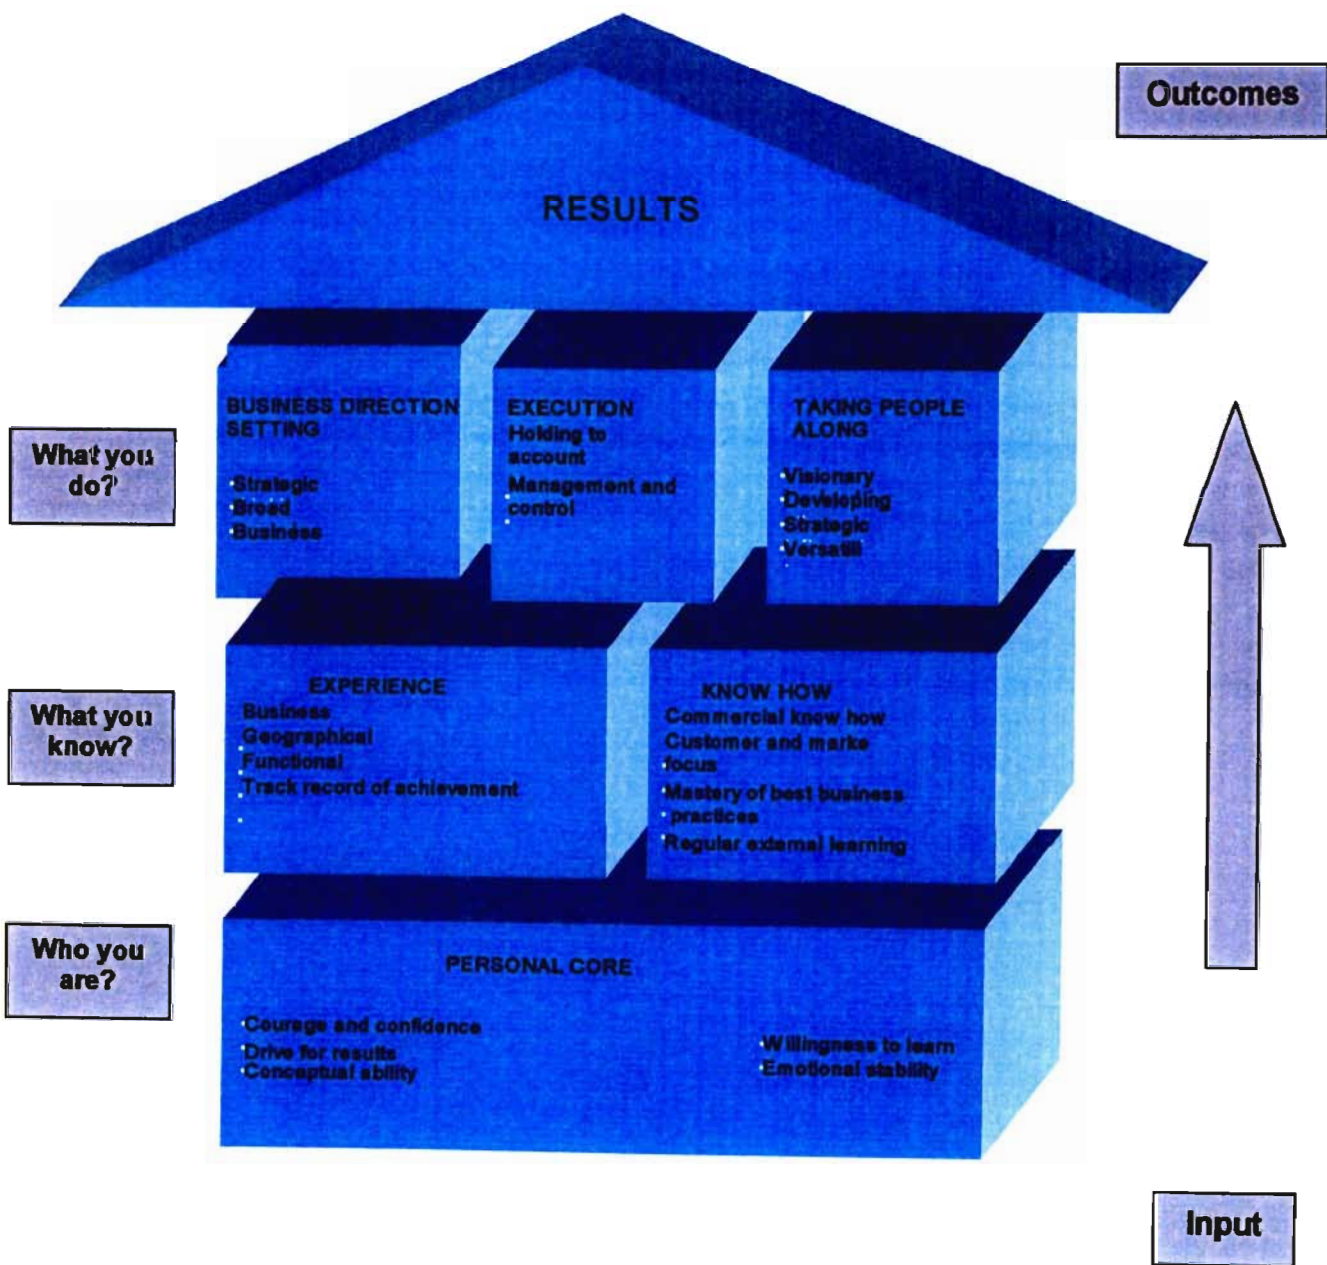 Outcomes
RESULTS
What you
do?
BUSINESS DIRECTION
SETTING
Strategic
Broad
Business
EXECUTION
Holding to
account
Management and
control
TAKING PEOPLE
ALONG
Visionary
Developing
Strategic
Versatill
What you
know?
EXPERIENCE
Business
Geographical
Functional
Track record of achievement
KNOW HOW
Commercial know how
Customer and marke
focus
Mastery of best business
practices
Regular external learning
Who you
are?
PERSONAL CORE
Courage and confidence
Drive for results
Conceptual ability
Willingness to learn
Emotional stability
Input